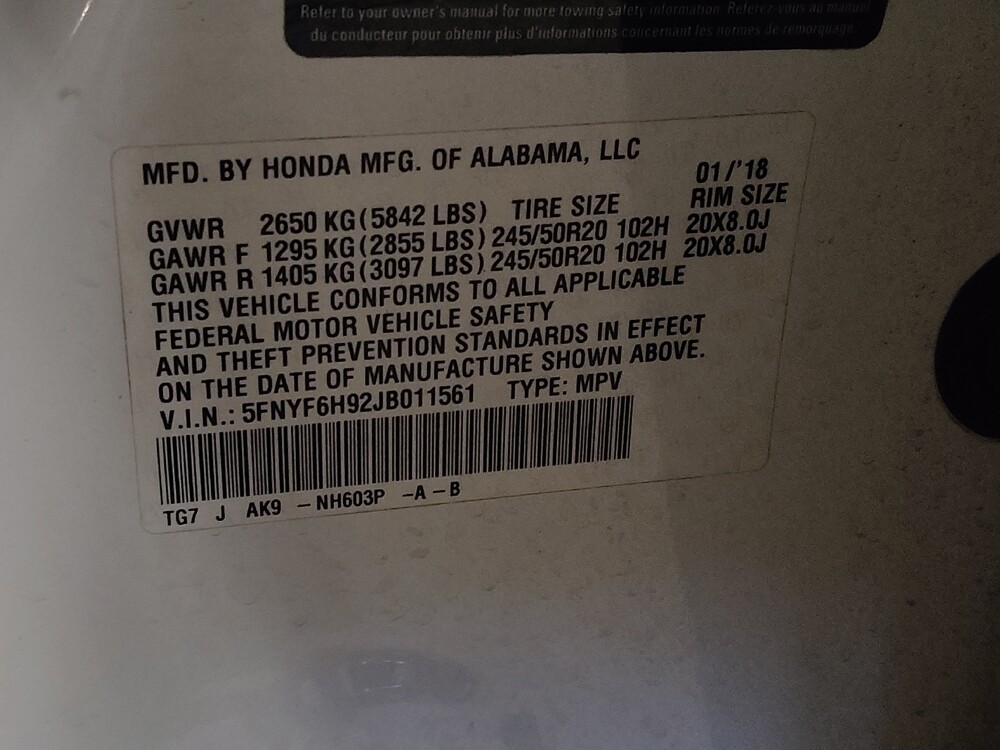 Refer to your owner's manual for more towing safety information. Referez-vous au manuel
du conducteur pour obtenir plus d'informations concernant les normes de remorquage.
MFD. BY HONDA MFG. OF ALABAMA, LLC
01/'18
GVWR 2650 KG (5842 LBS) TIRE SIZE RIM SIZE
GAWR F 1295 KG (2855 LBS) 245/50R20 102H 20X8.0J
GAWR R 1405 KG (3097 LBS) 245/50R20 102H 20X8.0J
THIS VEHICLE CONFORMS TO ALL APPLICABLE
FEDERAL MOTOR VEHICLE SAFETY
AND THEFT PREVENTION STANDARDS IN EFFECT
ON THE DATE OF MANUFACTURE SHOWN ABOVE.
V.I.N.: 5FNYF6H92JB011561 TYPE: MPV
TG7 J AK9 -NH603P -A-B